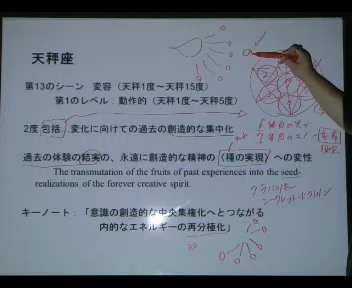 天秤座
第13のシーン 変容（天秤1度～天秤15度）
第1のレベル：動作的（天秤1度～天秤5度）
2度 包括、変化に向けての過去の創造的な集中化
過去の体験の結実の、永遠に創造的な精神の（種の実現）への変性
The transmutation of the fruits of past experiences into the seed-
realizations of the forever creative spirit.
キーノート：「意識の創造的な中央集権化へとつながる
内的なエネルギーの再分極化」